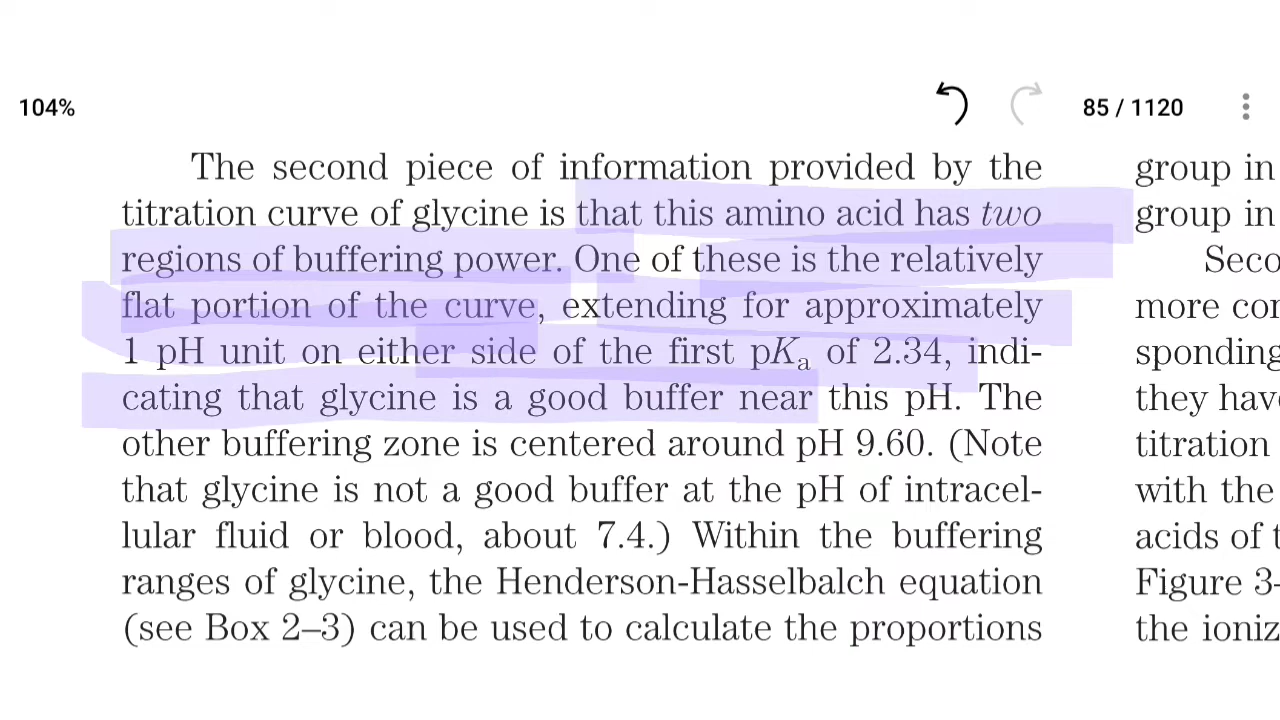 104%
85 / 1120
The second piece of information provided by the
titration curve of glycine is that this amino acid has two
regions of buffering power. One of these is the relatively
flat portion of the curve, extending for approximately
1 pH unit on either side of the first pKa of 2.34, indi-
cating that glycine is a good buffer near this pH. The
other buffering zone is centered around pH 9.60. (Note
that glycine is not a good buffer at the pH of intracel-
lular fluid or blood, about 7.4.) Within the buffering
ranges of glycine, the Henderson-Hasselbalch equation
(see Box 2–3) can be used to calculate the proportions
group in
group in
Seco
more con
sponding
they have
titration
with the
acids of t
Figure 3-
the ioniz